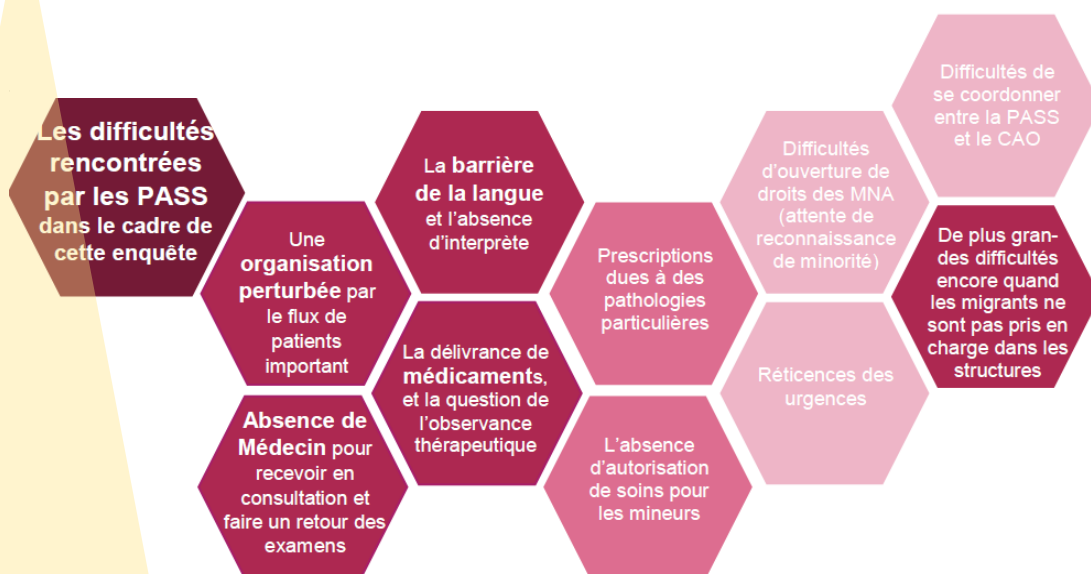 Les difficultés
rencontrées
par les PASS
dans le cadre de
cette enquête
Une
organisation
perturbée par
le flux de
patients
important
Absence de
Médecin pour
recevoir en
consultation et
faire un retour des
examens
La barrière
de la langue
et l'absence
d'interprète
La délivrance de
médicaments,
et la question de
l'observance
thérapeutique
Prescriptions
dues à des
pathologies
particulières
L'absence
d'autorisation
de soins pour
les mineurs
Difficultés
d'ouverture de
droits des MNA
(attente de
reconnaissance
de minorité)
Réticences des
urgences
Difficultés de
se coordonner
entre la PASS
et le CAO
De plus gran-
des difficultés
encore quand
les migrants ne
sont pas pris en
charge dans les
structures